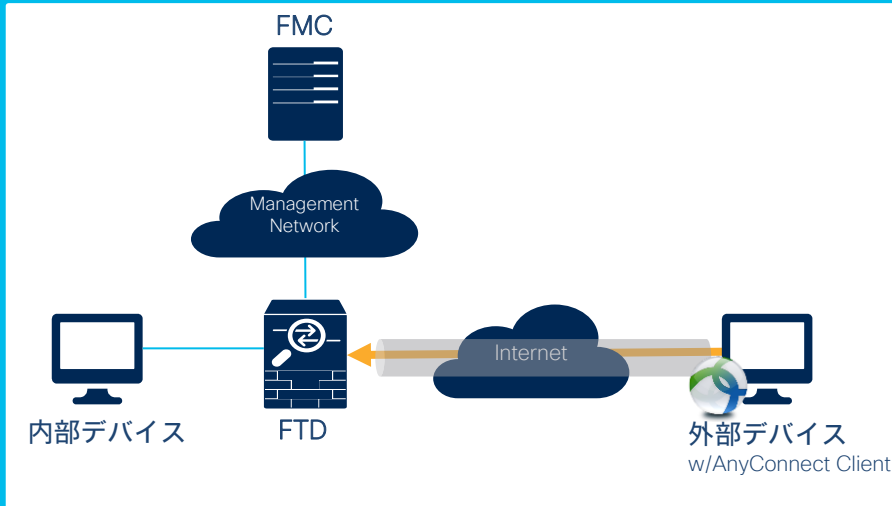 FMC
Management
Network
Internet
内部デバイス
FTD
外部デバイス
w/AnyConnect Client